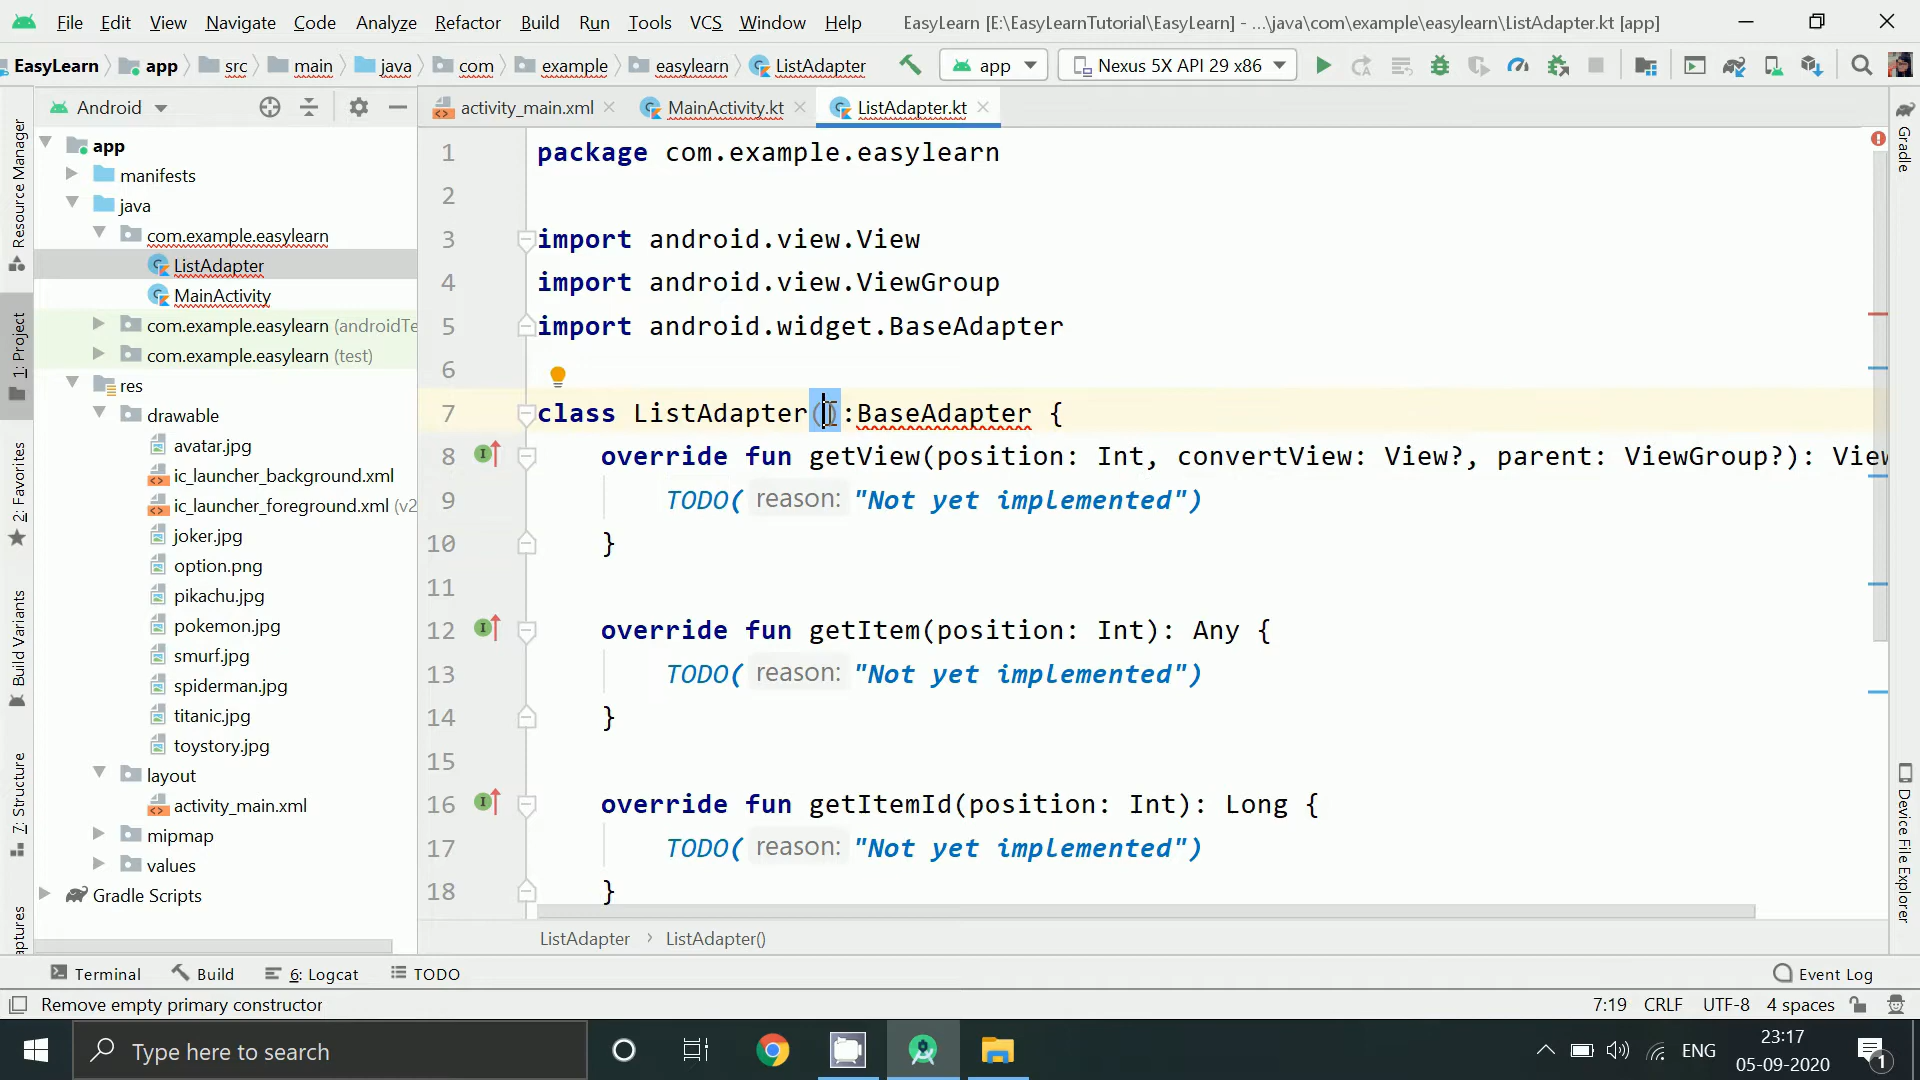 File Edit View Navigate Code Analyze Refactor Build Run Tools VCS Window Help EasyLearn [E:\EasyLearnTutorial\EasyLearn] - ...\java\com\example\easylearn\ListAdapter.kt [app]
EasyLearn app src main java com example easylearn ListAdapter app Nexus 5X API 29 x86
Android activity_main.xml MainActivity.kt ListAdapter.kt
Resource Manager
1: Project
2: Favorites
Build Variants
7: Structure
aptures
app
manifests
java
com.example.easylearn
ListAdapter
MainActivity
com.example.easylearn (androidTe
com.example.easylearn (test)
res
drawable
avatar.jpg
ic_launcher_background.xml
ic_launcher_foreground.xml (v2
joker.jpg
option.png
pikachu.jpg
pokemon.jpg
smurf.jpg
spiderman.jpg
titanic.jpg
toystory.jpg
layout
activity_main.xml
mipmap
values
Gradle Scripts
1 package com.example.easylearn
2
3 import android.view.View
4 import android.view.ViewGroup
5 import android.widget.BaseAdapter
6
7 class ListAdapter():BaseAdapter {
8 override fun getView(position: Int, convertView: View?, parent: ViewGroup?): View
9 TODO( reason: "Not yet implemented")
10 }
11
12 override fun getItem(position: Int): Any {
13 TODO( reason: "Not yet implemented")
14 }
15
16 override fun getItemId(position: Int): Long {
17 TODO( reason: "Not yet implemented")
18 }
Gradle
Device File Explorer
ListAdapter › ListAdapter()
Terminal Build 6: Logcat TODO Event Log
Remove empty primary constructor 7:19 CRLF UTF-8 4 spaces
Type here to search ENG 23:17
05-09-2020 1